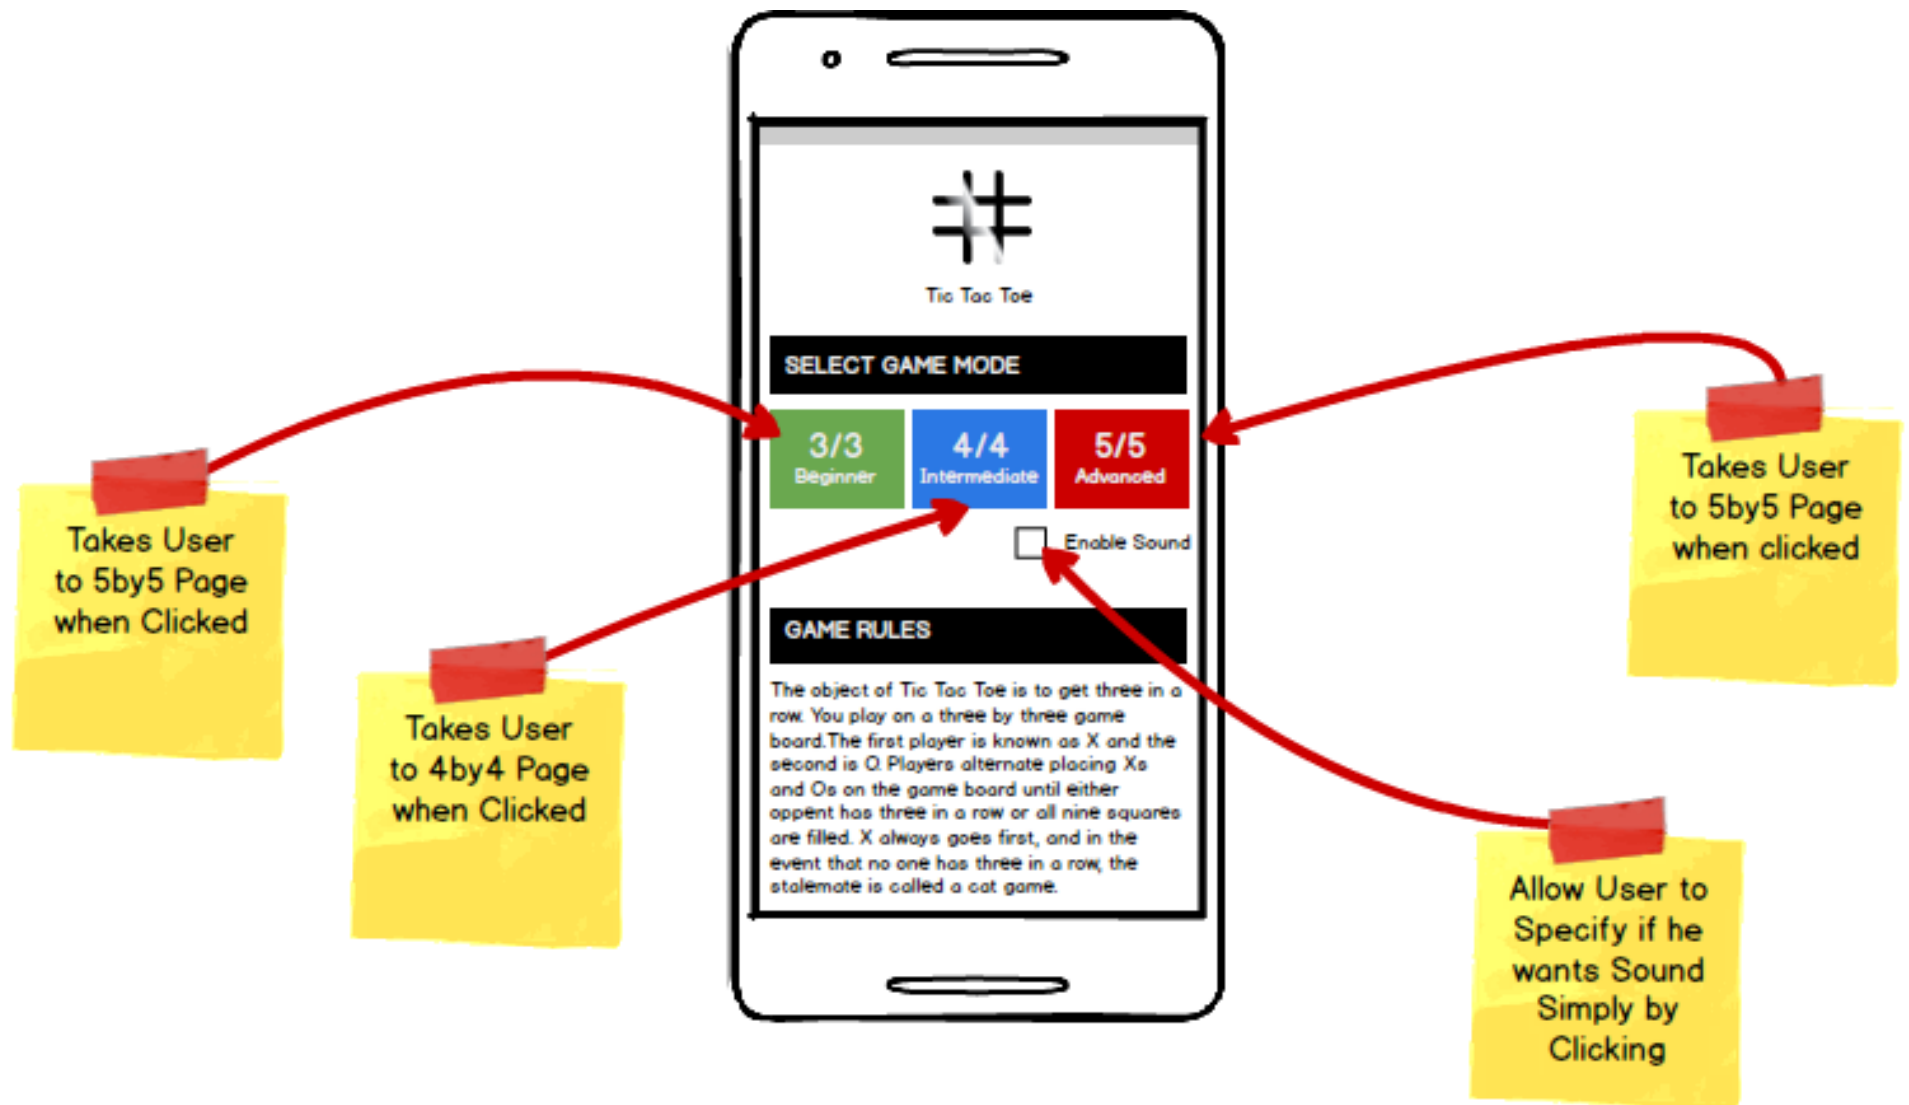 Tic Tac Toe
SELECT GAME MODE
3/3
Beginner
4/4
Intermediate
5/5
Advanced
Enable Sound
GAME RULES
The object of Tic Tac Toe is to get three in a
row. You play on a three by three game
board.The first player is known as X and the
second is O. Players alternate placing Xs
and Os on the game board until either
oppent has three in a row or all nine squares
are filled. X always goes first, and in the
event that no one has three in a row, the
stalemate is called a cat game.
Takes User
to 5by5 Page
when Clicked
Takes User
to 4by4 Page
when Clicked
Takes User
to 5by5 Page
when clicked
Allow User to
Specify if he
wants Sound
Simply by
Clicking